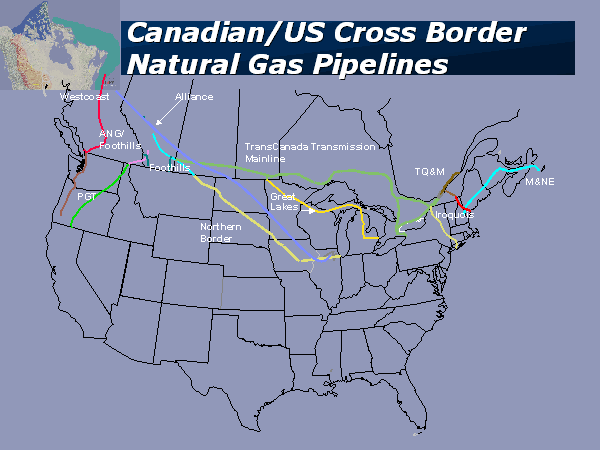 Canadian/US Cross Border
Natural Gas Pipelines
Westcoast
Alliance
ANG/
Foothills
TransCanada Transmission
Mainline
Foothills
TQ&M
M&NE
PGT
Great
Lakes
Iroquois
Northern
Border